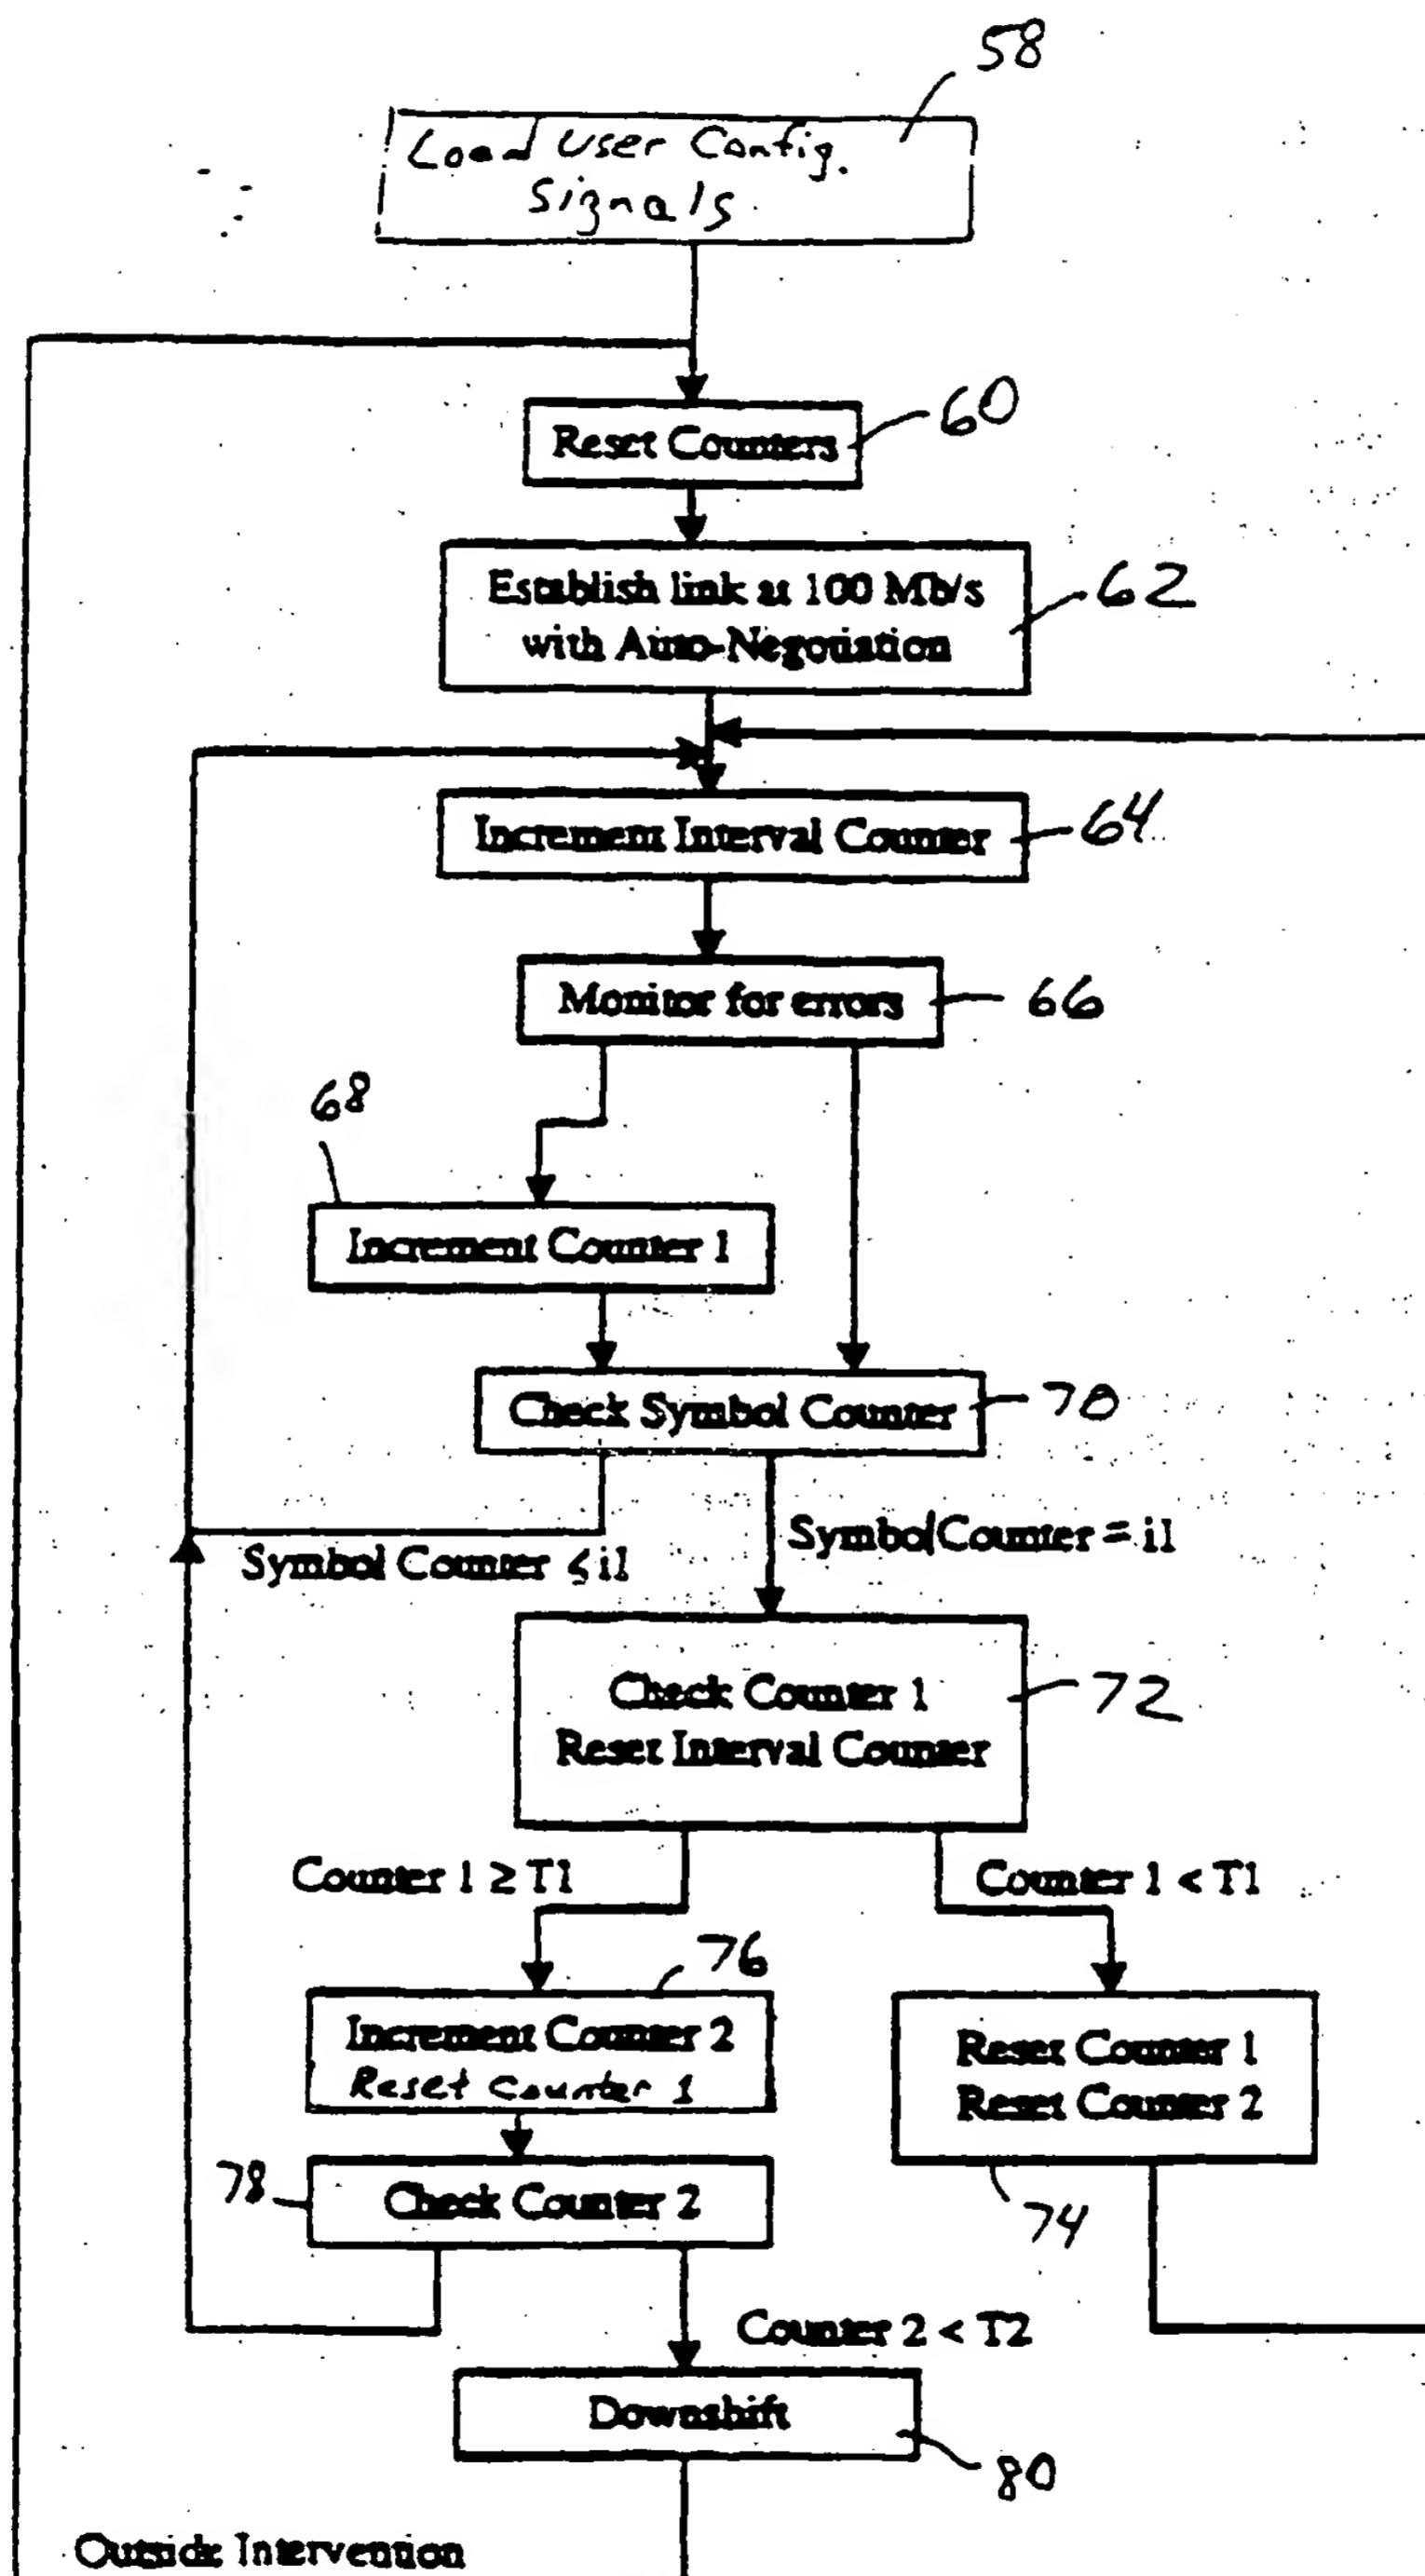 58
Load User Config.
Signals
60
Reset Counters
Establish link at 100 Mb/s
with Auto-Negotiation
62
Increment Interval Counter
64
Monitor for errors
66
68
Increment Counter 1
Check Symbol Counter
70
Symbol Counter = i1
Symbol Counter < i1
Check Counter 1
Reset Interval Counter
72
Counter 1 ≥ T1
Counter 1 < T1
76
Increment Counter 2
Reset Counter 1
Reset Counter 1
Reset Counter 2
78
Check Counter 2
74
Counter 2 < T2
Downshift
80
Outside Intervention